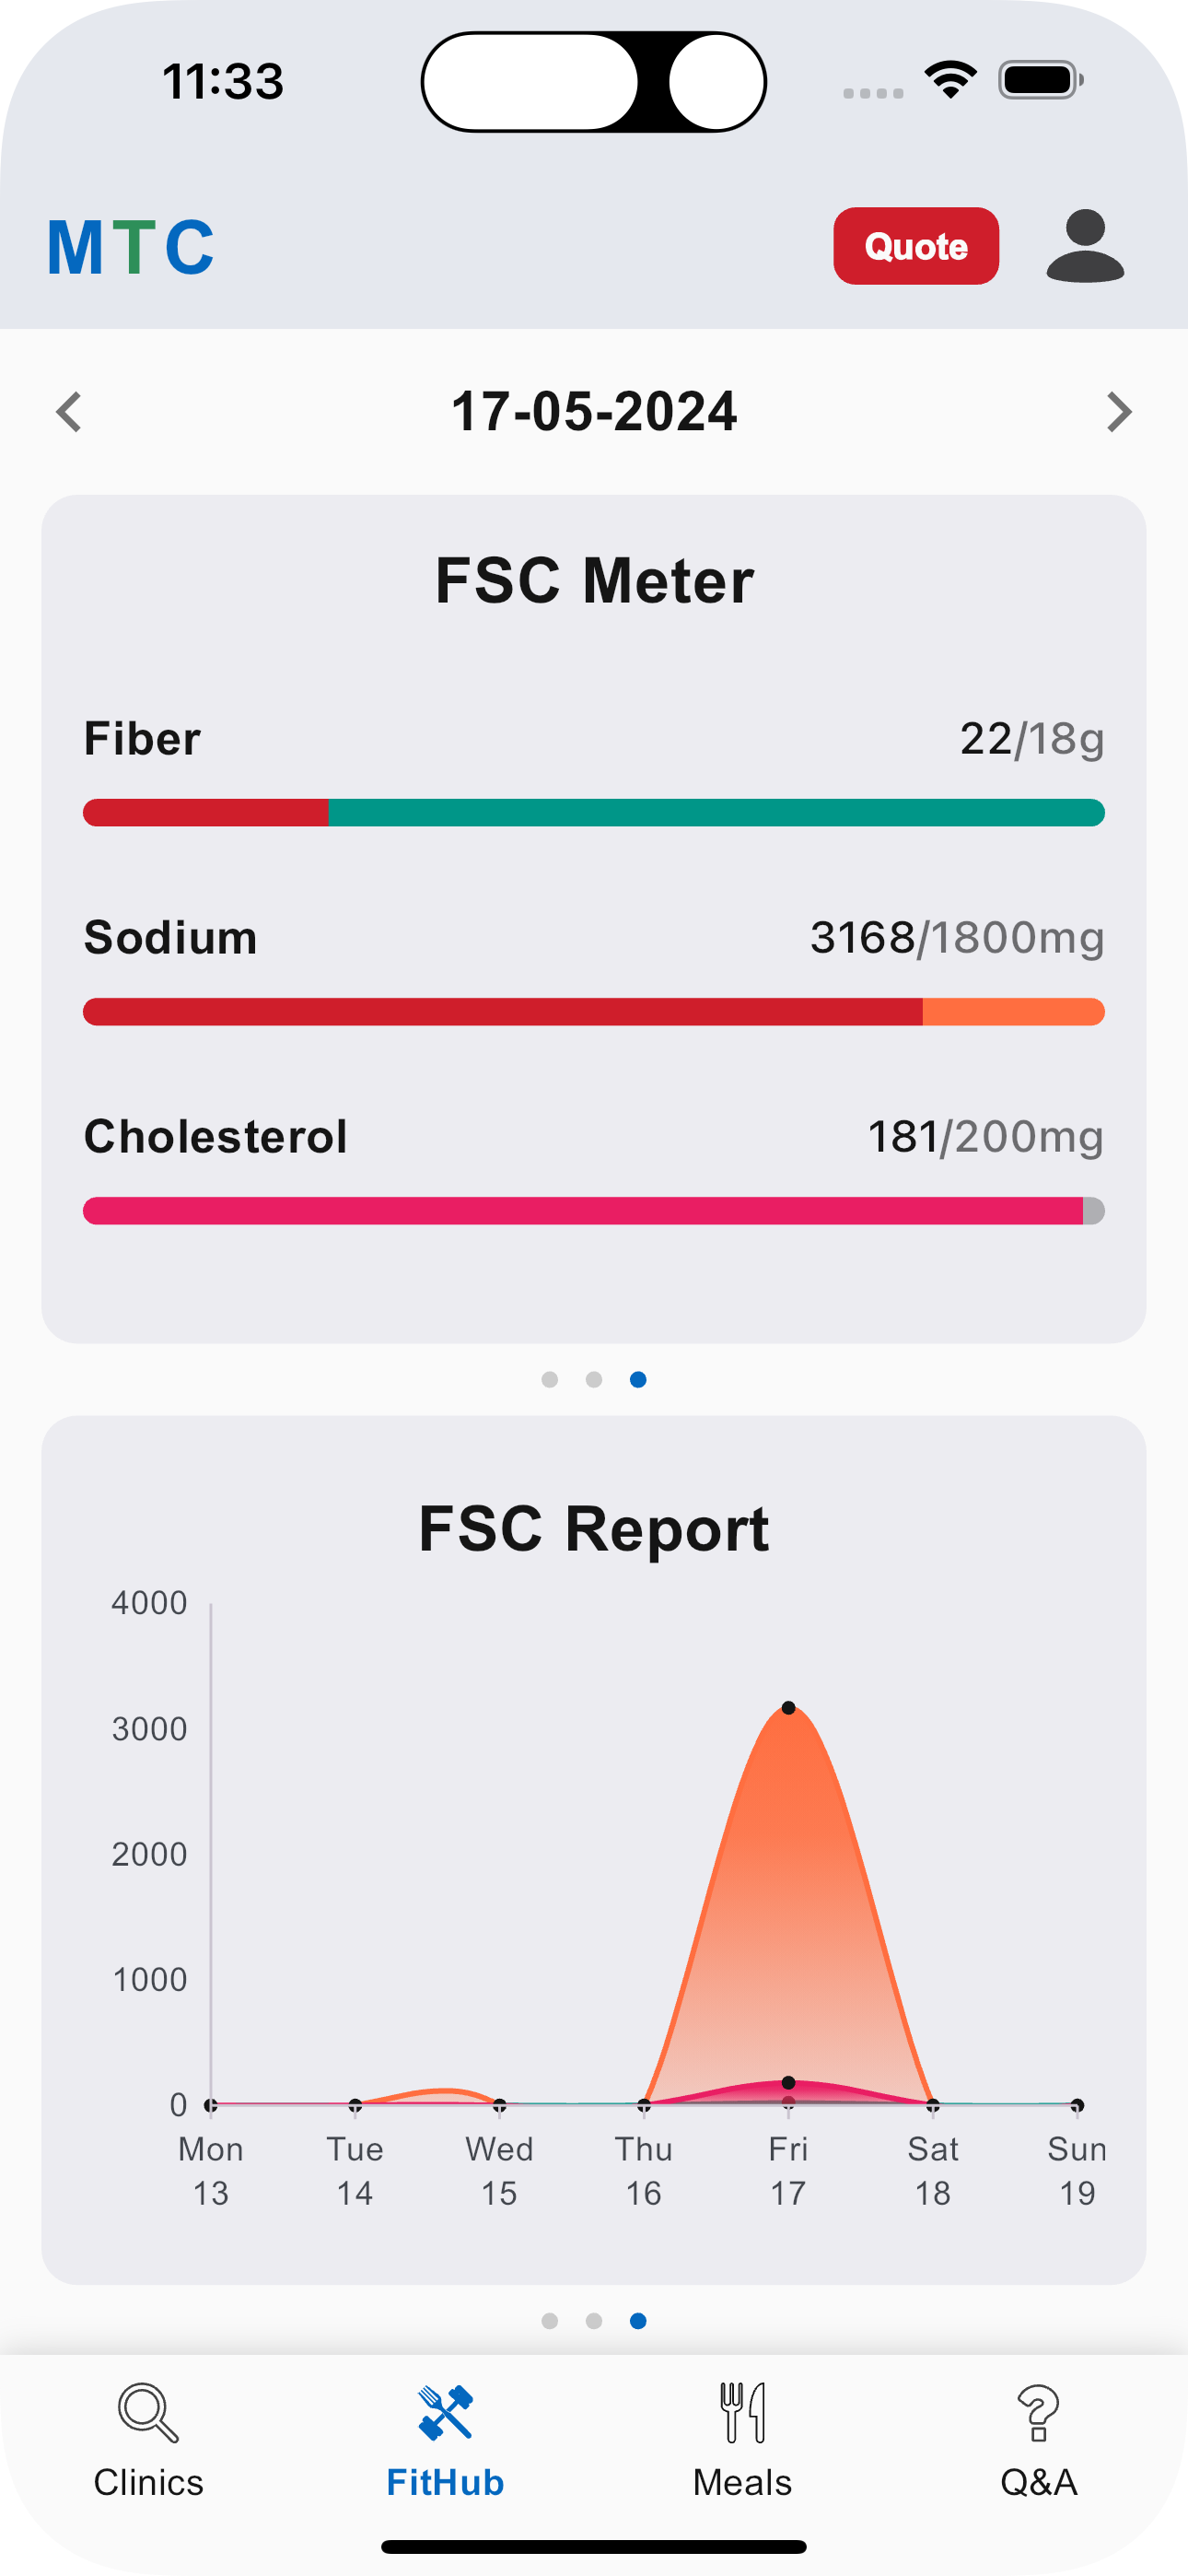 11:33
MTC
Quote
17-05-2024
FSC Meter
Fiber 22/18g
Sodium 3168/1800mg
Cholesterol 181/200mg
FSC Report
4000
3000
2000
1000
0
Mon Tue Wed Thu Fri Sat Sun
13 14 15 16 17 18 19
Clinics FitHub Meals Q&A